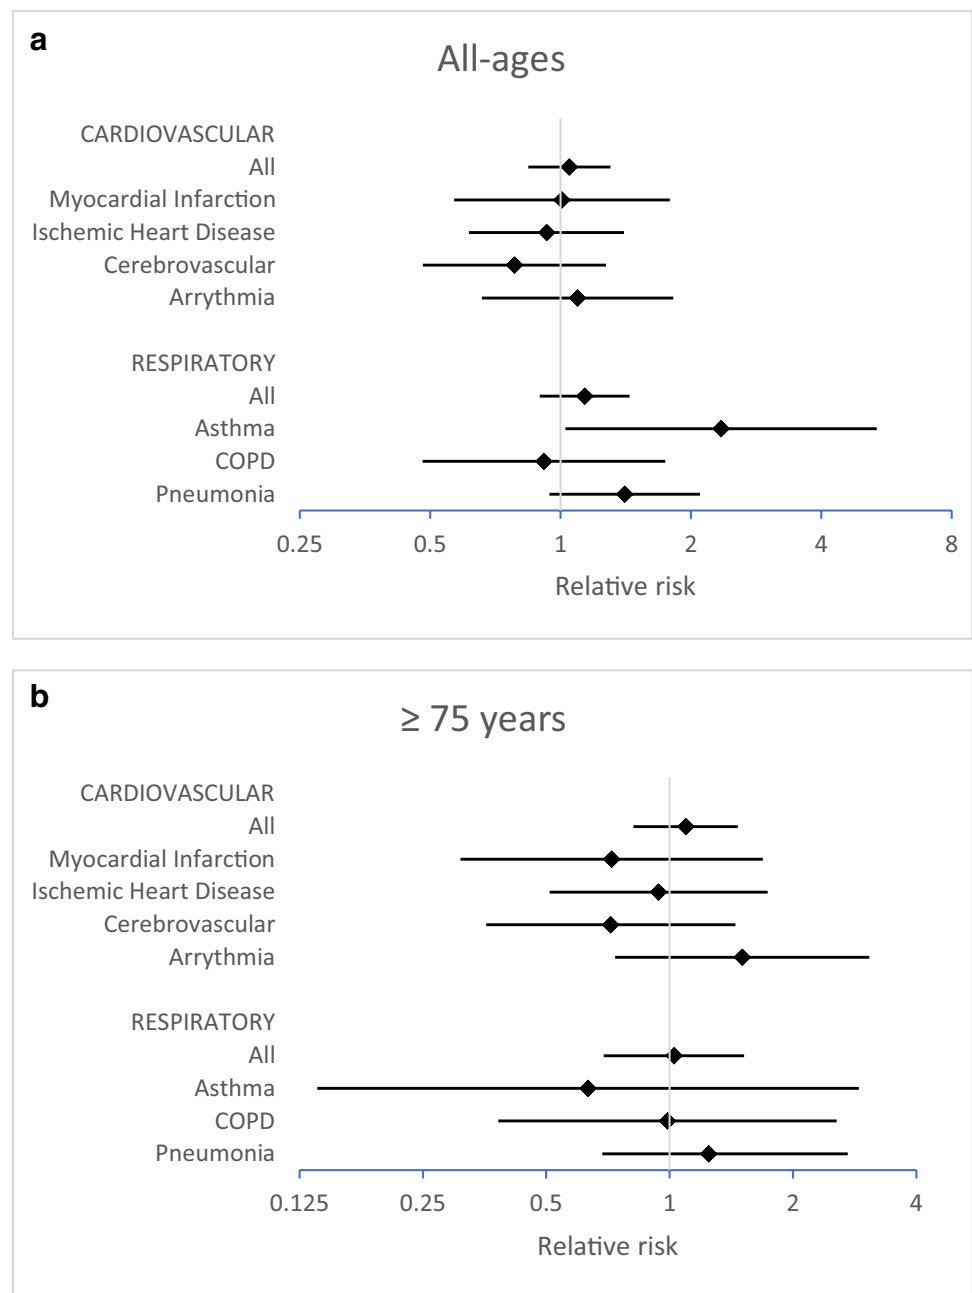 a
All-ages
CARDIOVASCULAR
All
Myocardial Infarction
Ischemic Heart Disease
Cerebrovascular
Arrythmia
RESPIRATORY
All
Asthma
COPD
Pneumonia
0.25 0.5 1 2 4 8
Relative risk
b
≥ 75 years
CARDIOVASCULAR
All
Myocardial Infarction
Ischemic Heart Disease
Cerebrovascular
Arrythmia
RESPIRATORY
All
Asthma
COPD
Pneumonia
0.125 0.25 0.5 1 2 4
Relative risk